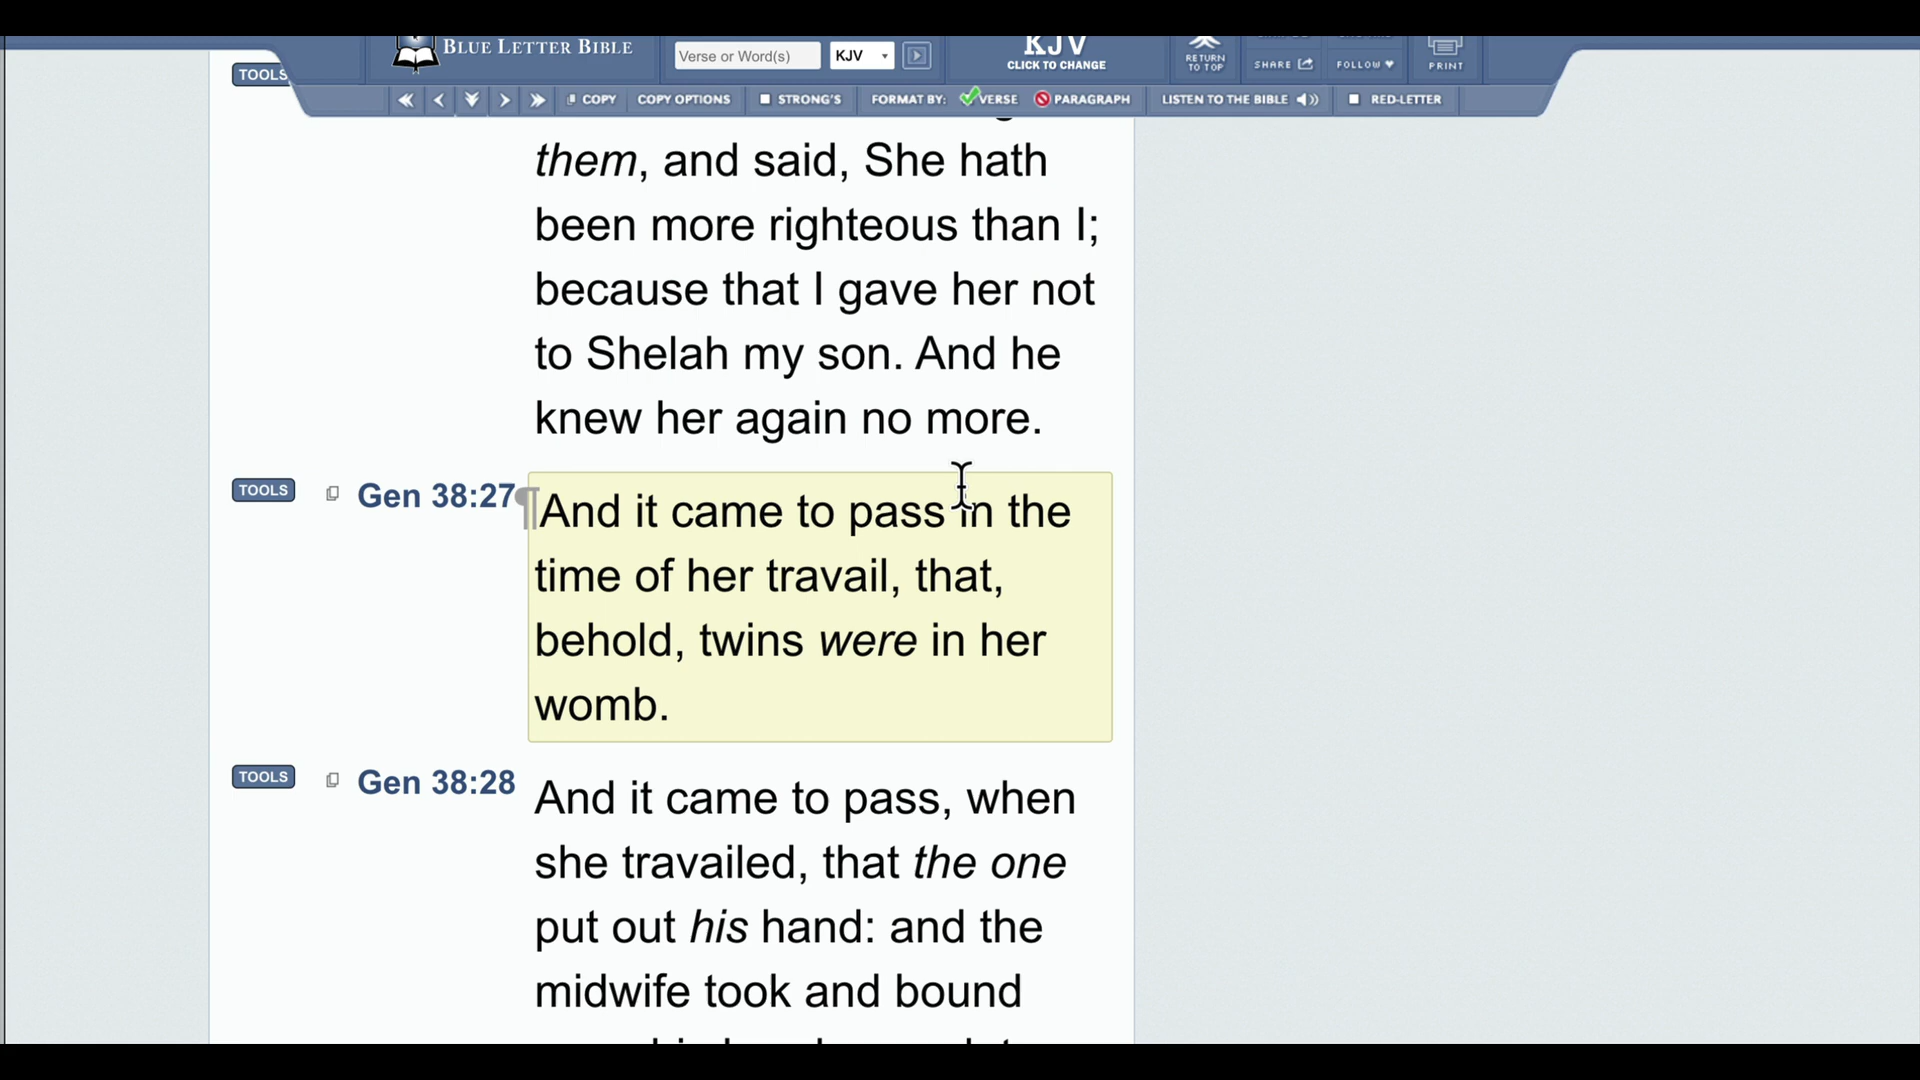 BLUE LETTER BIBLE
Verse or Word(s)
KJV
KJV
CLICK TO CHANGE
RETURN
TO TOP
SHARE
FOLLOW
PRINT
TOOLS
COPY
COPY OPTIONS
STRONG'S
FORMAT BY:
VERSE
PARAGRAPH
LISTEN TO THE BIBLE
RED-LETTER
them, and said, She hath
been more righteous than I;
because that I gave her not
to Shelah my son. And he
knew her again no more.
TOOLS
Gen 38:27
¶And it came to pass in the
time of her travail, that,
behold, twins were in her
womb.
TOOLS
Gen 38:28
And it came to pass, when
she travailed, that the one
put out his hand: and the
midwife took and bound